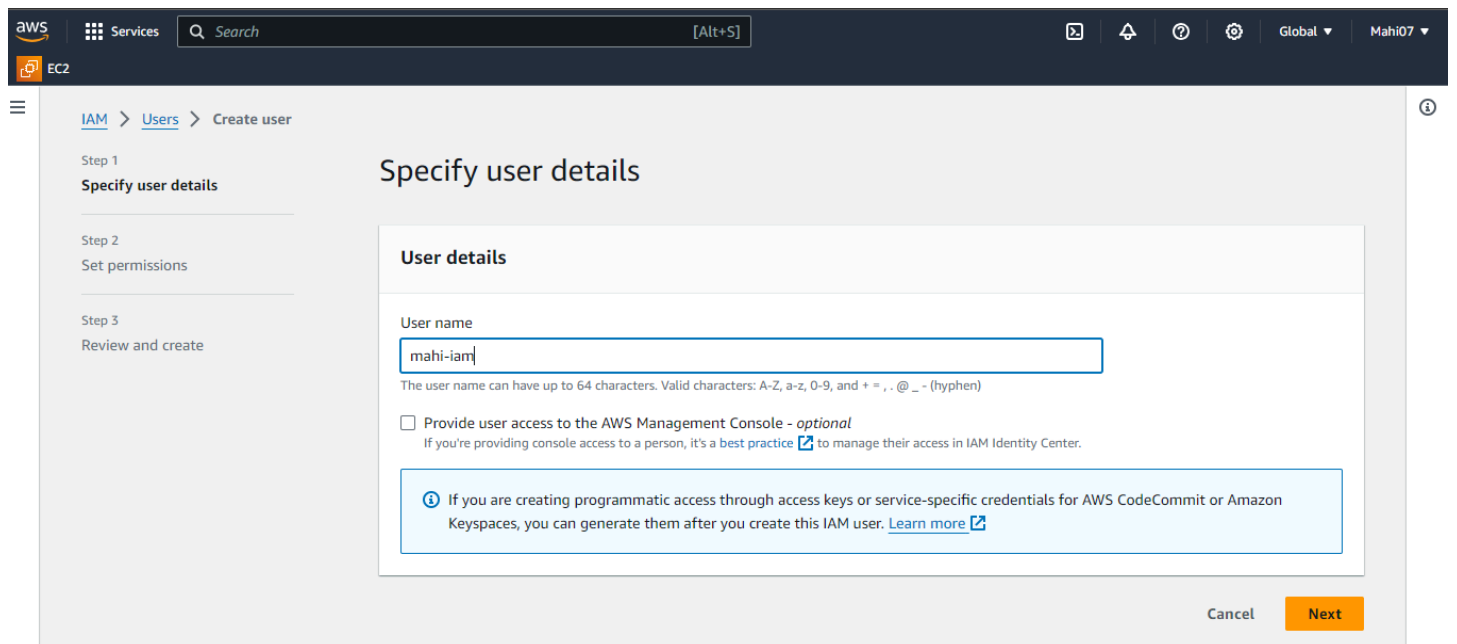 aws
Services
Search
[Alt+S]
Global
Mahi07
EC2
IAM > Users > Create user
Step 1
Specify user details
Step 2
Set permissions
Step 3
Review and create
Specify user details
User details
User name
mahi-iam
The user name can have up to 64 characters. Valid characters: A-Z, a-z, 0-9, and + = , . @ _ - (hyphen)
Provide user access to the AWS Management Console - optional
If you're providing console access to a person, it's a best practice to manage their access in IAM Identity Center.
If you are creating programmatic access through access keys or service-specific credentials for AWS CodeCommit or Amazon
Keyspaces, you can generate them after you create this IAM user. Learn more
Cancel
Next